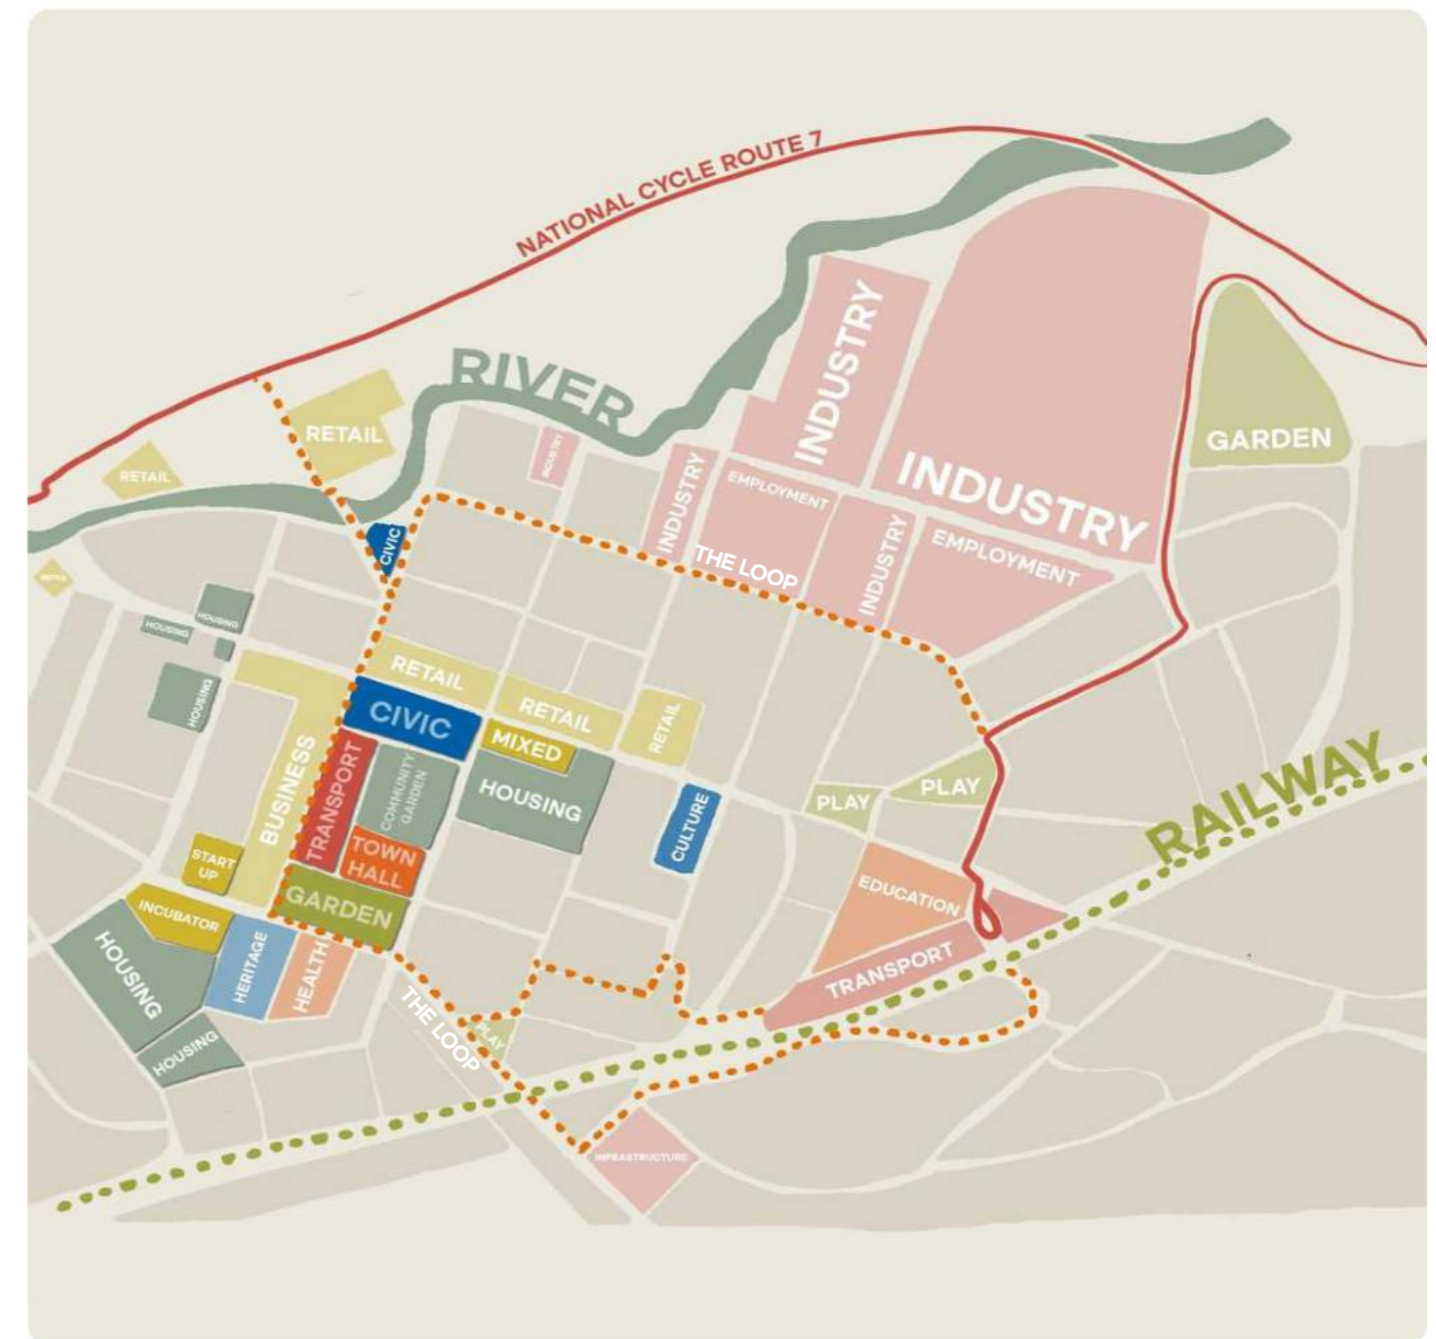 NATIONAL CYCLE ROUTE 7
RIVER
INDUSTRY
RETAIL
GARDEN
RETAIL
INDUSTRY
INDUSTRY
INDUSTRY
EMPLOYMENT
CIVIC
THE LOOP
INDUSTRY
EMPLOYMENT
RETAIL
HOUSING
HOUSING
HOUSING
RETAIL
RETAIL
RETAIL
CIVIC
MIXED
BUSINESS
TRANSPORT
COMMUNITY
GARDEN
HOUSING
CULTURE
PLAY
PLAY
RAILWAY
START
UP
TOWN
HALL
EDUCATION
GARDEN
INCUBATOR
HOUSING
HERITAGE
HEALTH
TRANSPORT
THE LOOP
PLAY
HOUSING
INFRASTRUCTURE